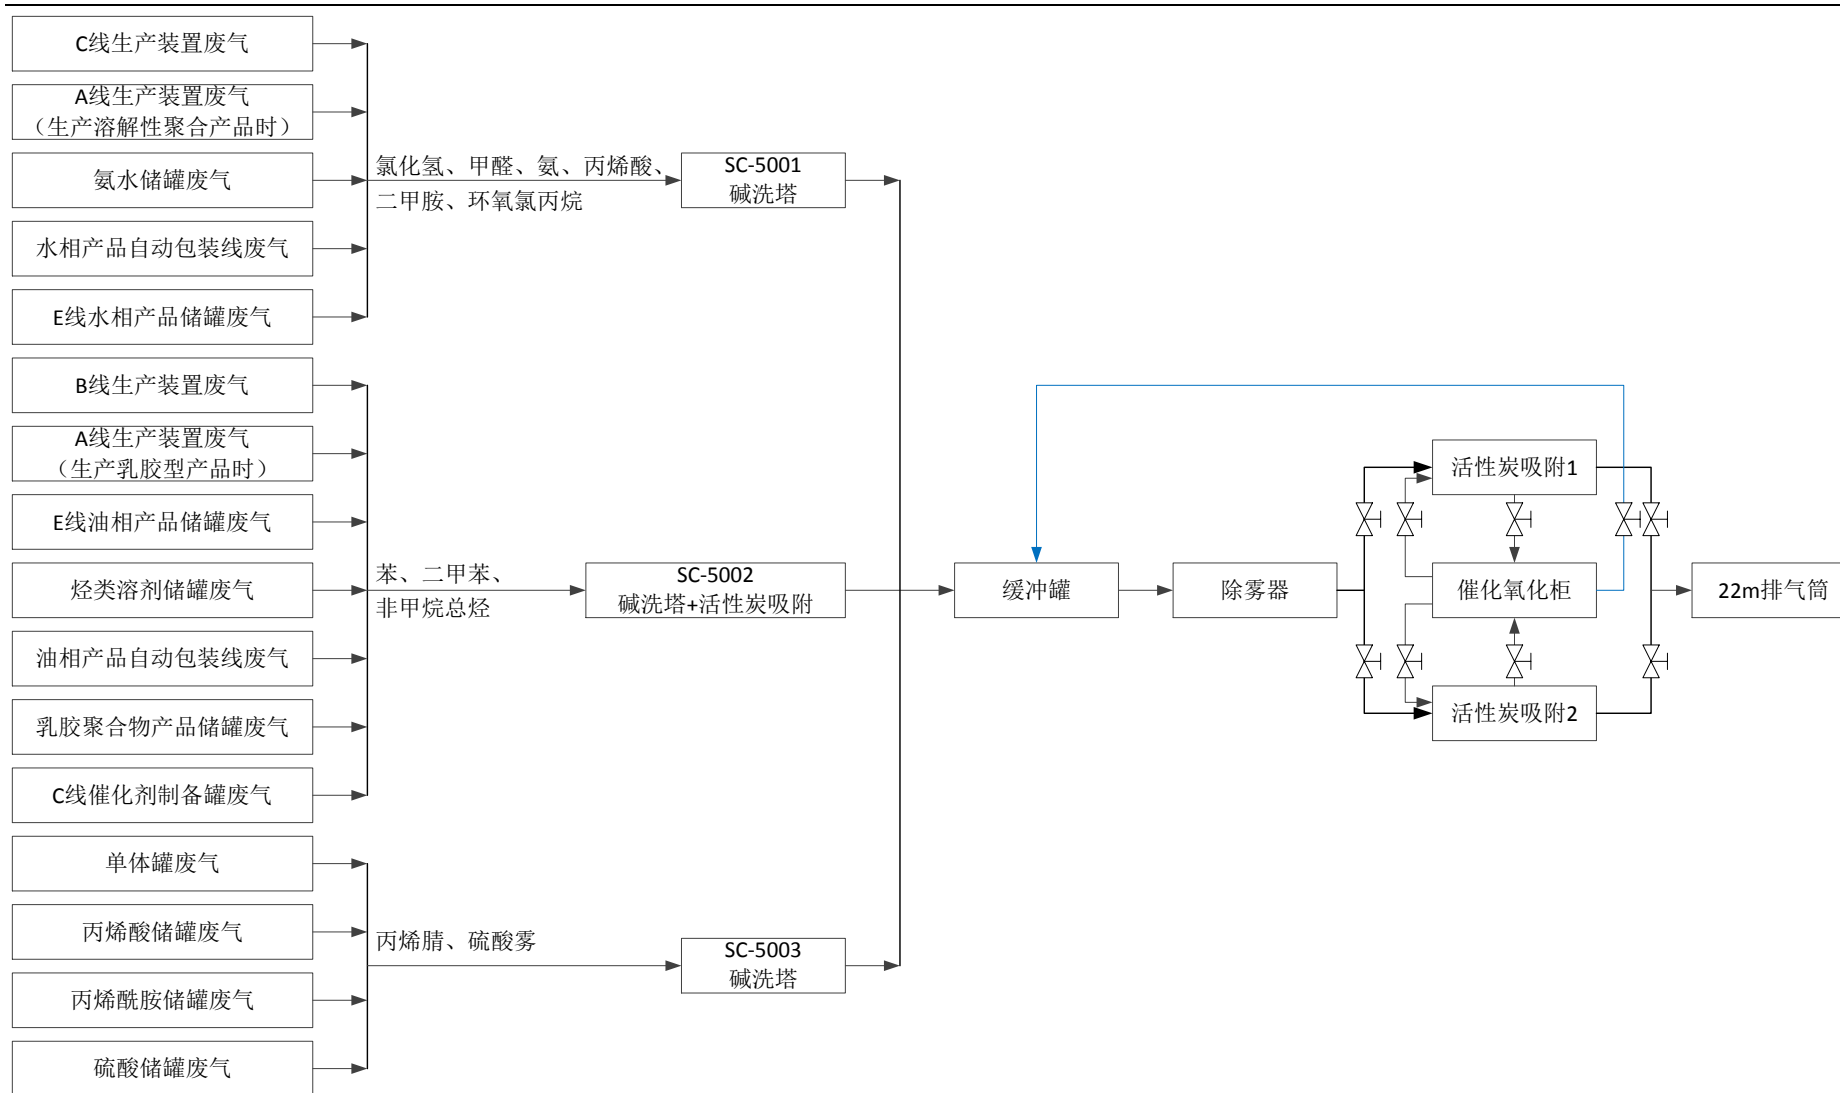 C线生产装置废气
A线生产装置废气
（生产溶解性聚合产品时）
氨水储罐废气
水相产品自动包装线废气
E线水相产品储罐废气
氯化氢、甲醛、氨、丙烯酸、
二甲胺、环氧氯丙烷
SC-5001
碱洗塔
B线生产装置废气
A线生产装置废气
（生产乳胶型产品时）
E线油相产品储罐废气
烃类溶剂储罐废气
油相产品自动包装线废气
乳胶聚合物产品储罐废气
C线催化剂制备罐废气
苯、二甲苯、
非甲烷总烃
SC-5002
碱洗塔+活性炭吸附
单体罐废气
丙烯酸储罐废气
丙烯酰胺储罐废气
硫酸储罐废气
丙烯腈、硫酸雾
SC-5003
碱洗塔
缓冲罐
除雾器
活性炭吸附1
催化氧化柜
活性炭吸附2
22m排气筒